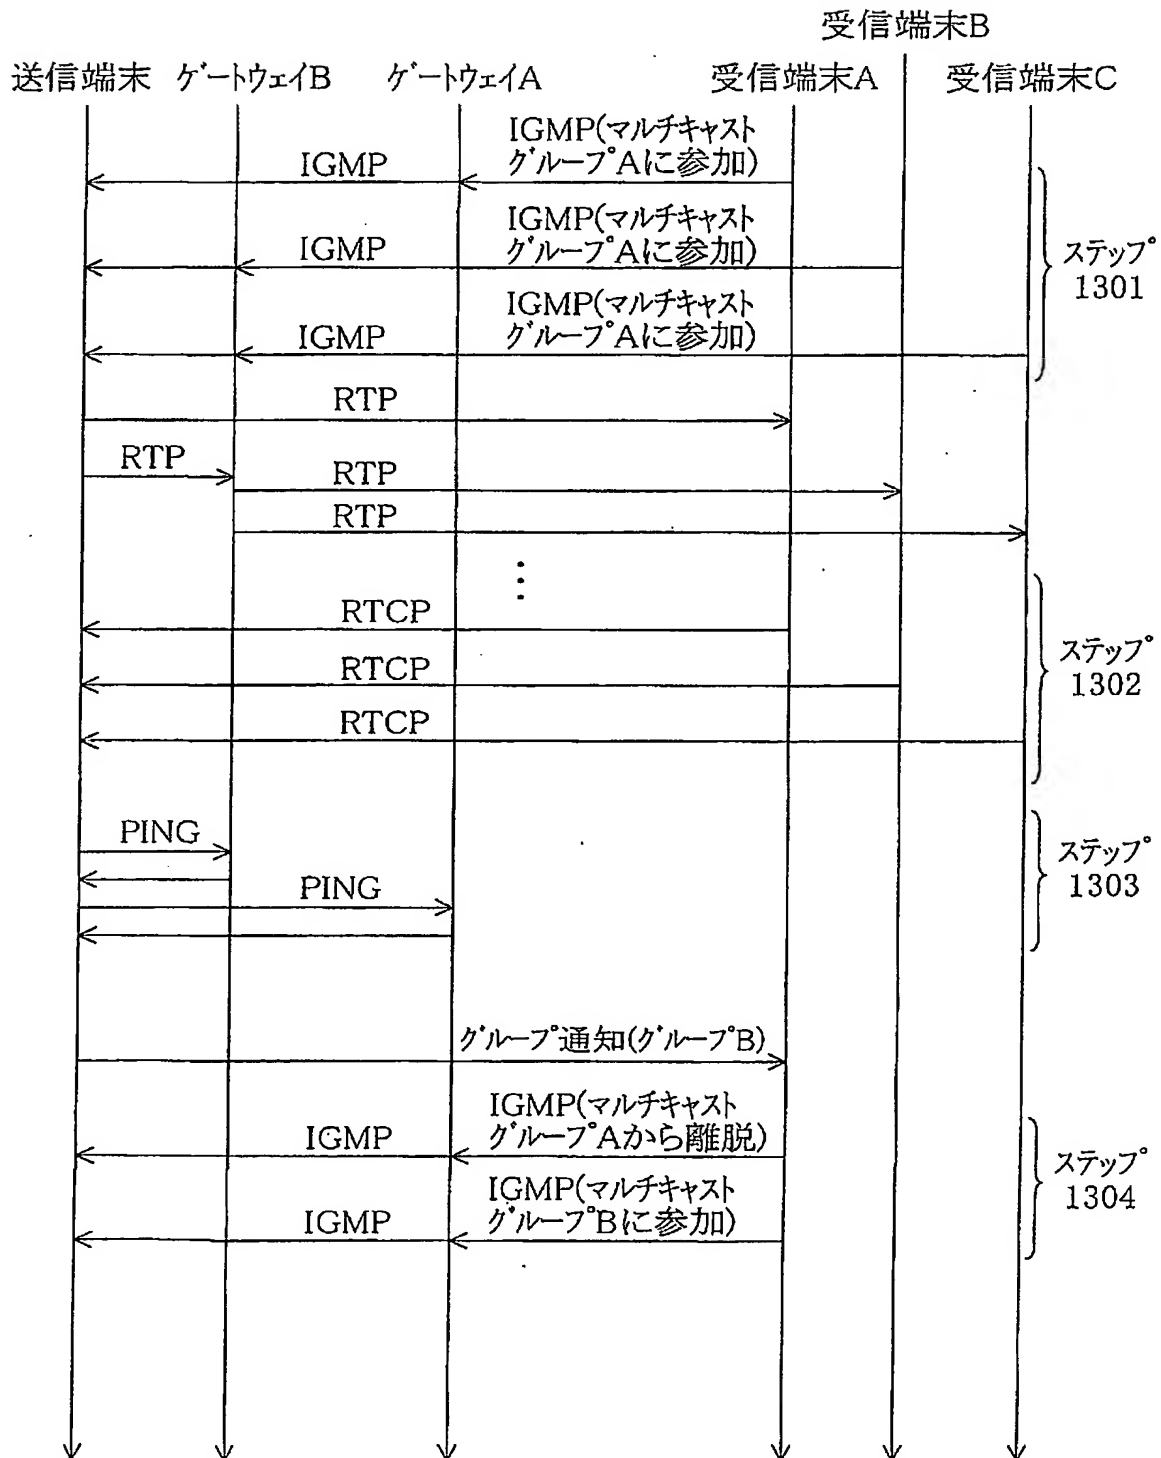 受信端末B
送信端末 ゲートウェイB ゲートウェイA 受信端末A 受信端末C
IGMP(マルチキャスト
グループAに参加)
IGMP
IGMP(マルチキャスト
グループAに参加)
IGMP
ステップ
1301
IGMP(マルチキャスト
グループAに参加)
IGMP
RTP
RTP
RTP
RTP
RTCP
RTCP
ステップ
1302
RTCP
PING
ステップ
1303
PING
グループ通知(グループB)
IGMP(マルチキャスト
グループAから離脱)
IGMP
ステップ
1304
IGMP(マルチキャスト
グループBに参加)
IGMP